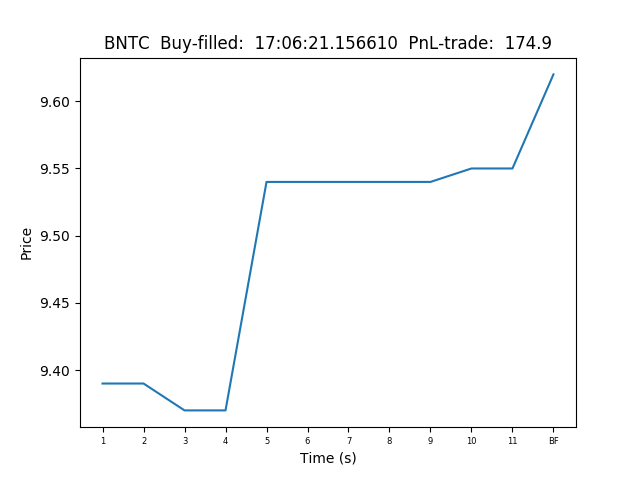 BNTC  Buy-filled:  17:06:21.156610  PnL-trade:  174.9
9.60
9.55
9.50
9.45
9.40
Price
1 2 3 4 5 6 7 8 9 10 11 BF
Time (s)